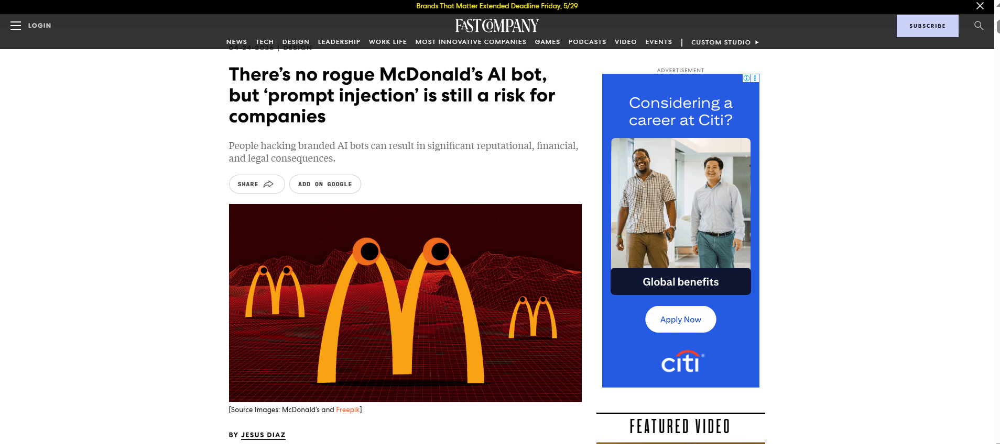 Brands That Matter Extended Deadline Friday, 5/29
LOGIN
FAST COMPANY
SUBSCRIBE
NEWS TECH DESIGN LEADERSHIP WORK LIFE MOST INNOVATIVE COMPANIES GAMES PODCASTS VIDEO EVENTS | CUSTOM STUDIO
04-24-2026 | DESIGN
There’s no rogue McDonald’s AI bot,
but ‘prompt injection’ is still a risk for
companies
People hacking branded AI bots can result in significant reputational, financial,
and legal consequences.
SHARE
ADD ON GOOGLE
[Source Images: McDonald’s and Freepik]
BY JESUS DIAZ
ADVERTISEMENT
Considering a
career at Citi?
Global benefits
Apply Now
citi®
FEATURED VIDEO